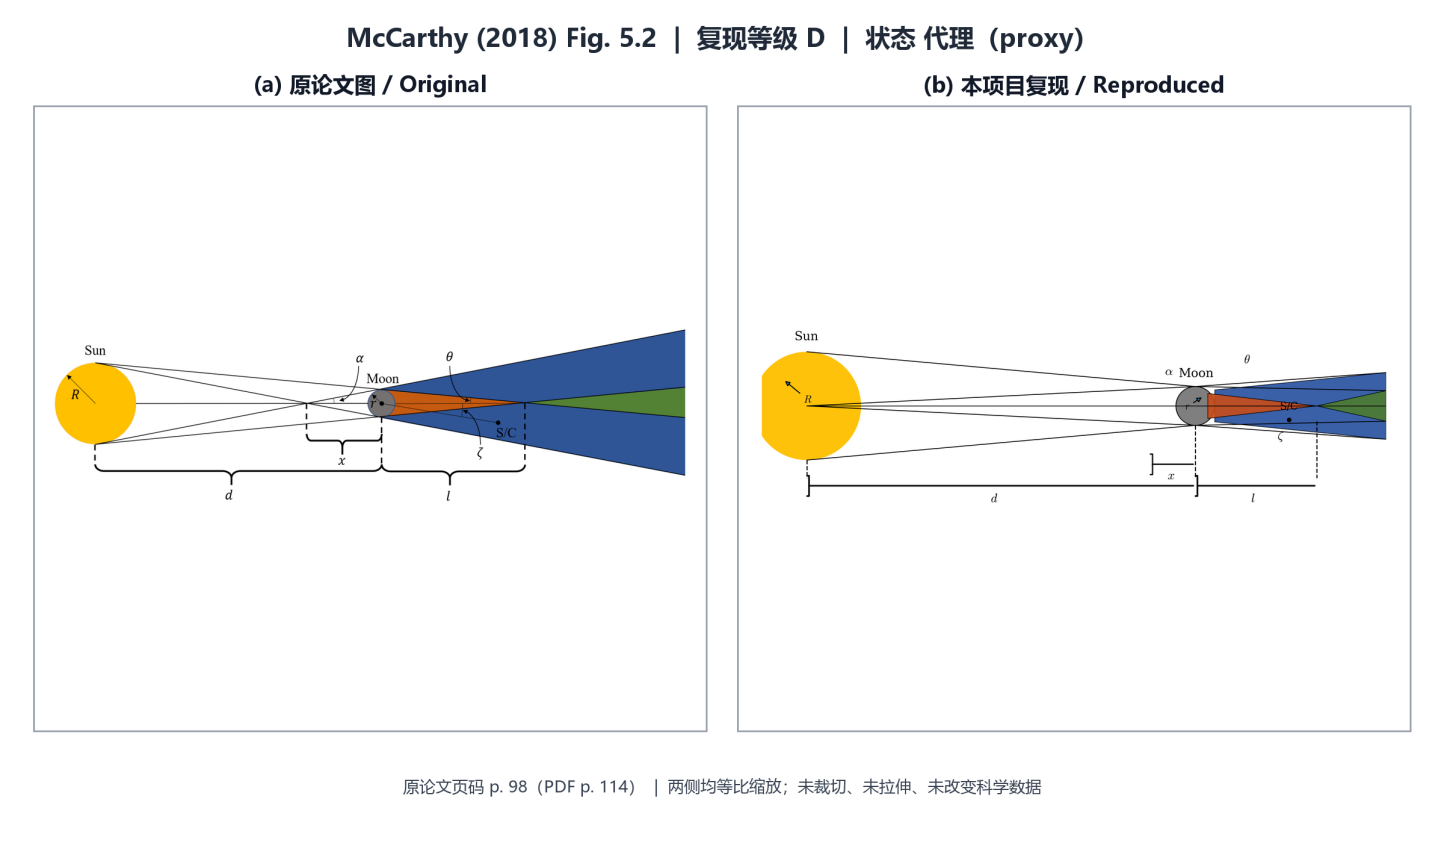 McCarthy (2018) Fig. 5.2 | 复现等级 D | 状态 代理（proxy）
(a) 原论文图 / Original
(b) 本项目复现 / Reproduced
Sun
R
α
Moon
r
θ
S/C
ζ
x
d
l
Sun
R
α Moon
r
θ
S/C
ζ
x
d
l
原论文页码 p. 98（PDF p. 114） | 两侧均等比缩放；未裁切、未拉伸、未改变科学数据